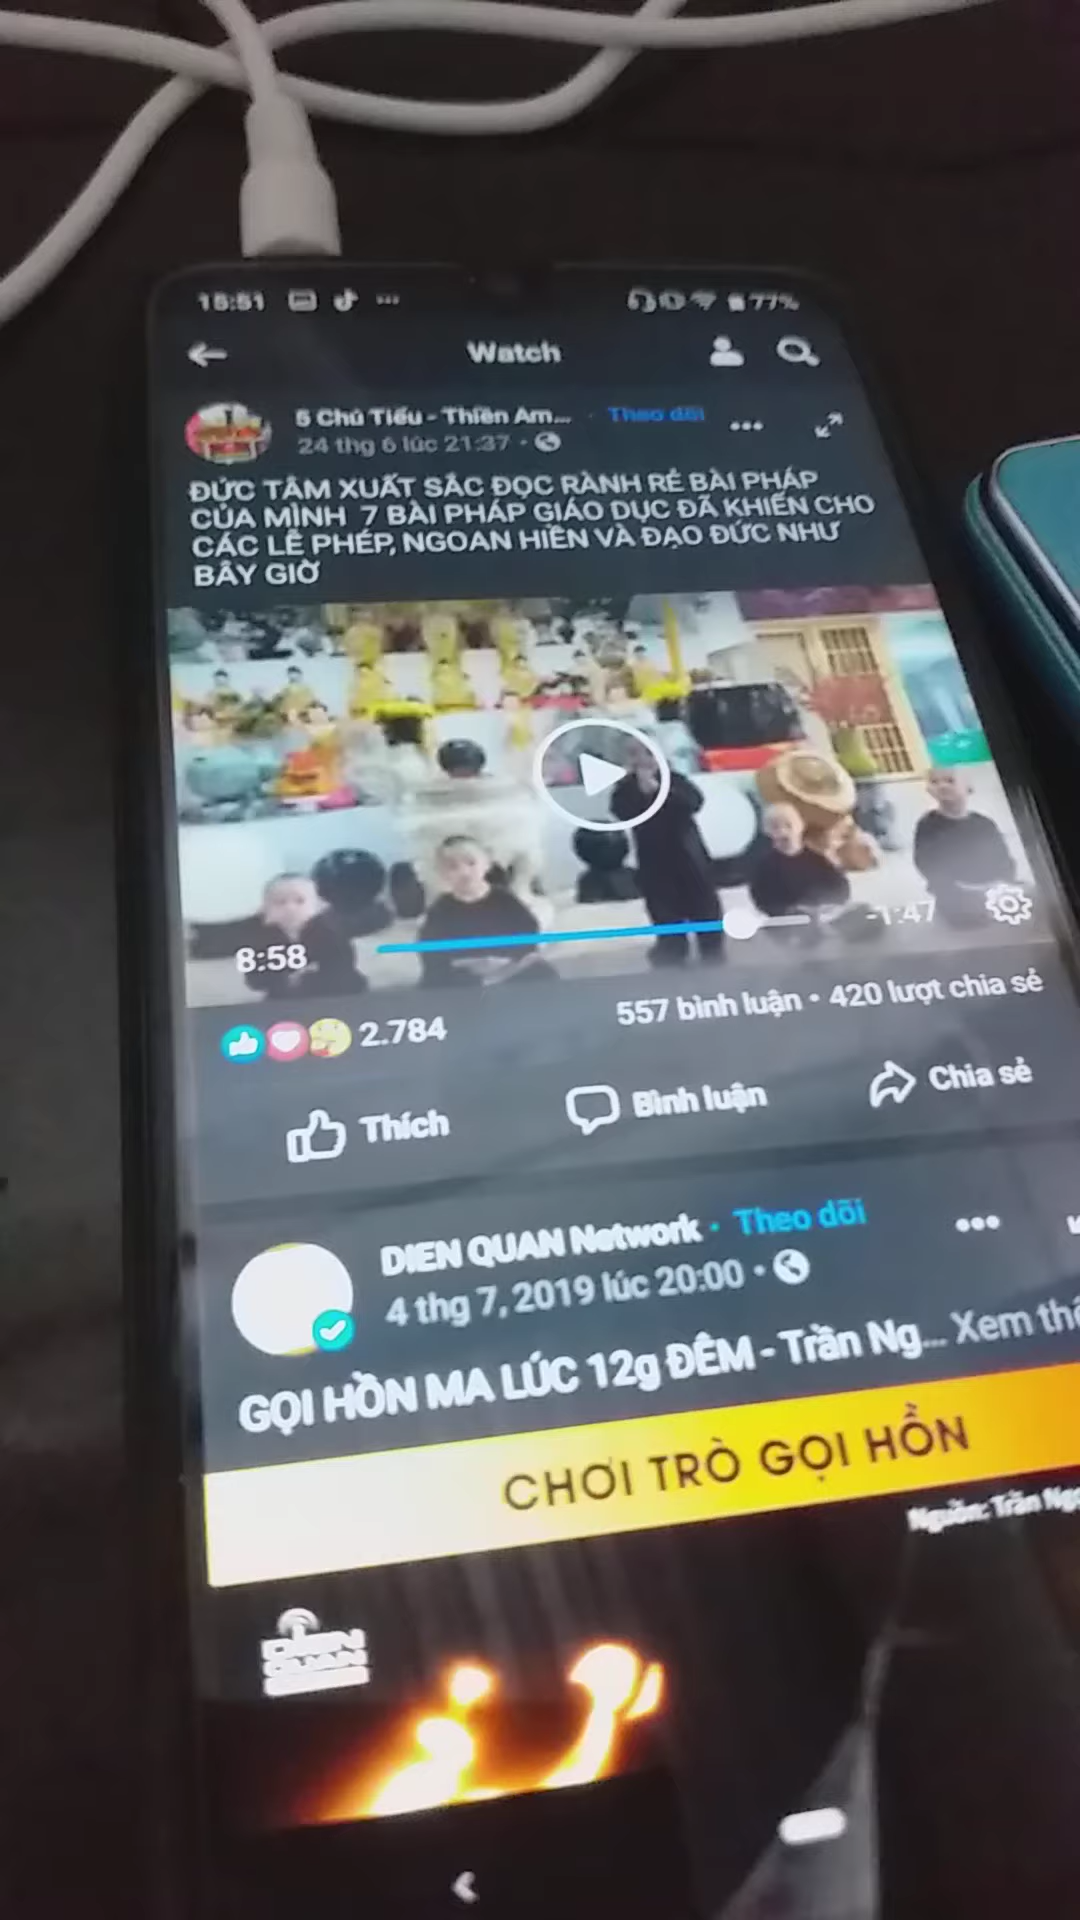 15:51 ... 77%
Watch
5 Chú Tiểu - Thiền Am... · Theo dõi
24 thg 6 lúc 21:37 ·
ĐỨC TÂM XUẤT SẮC ĐỌC RÀNH RẺ BÀI PHÁP
CỦA MÌNH 7 BÀI PHÁP GIÁO DỤC ĐÃ KHIẾN CHO
CÁC LỄ PHÉP, NGOAN HIỀN VÀ ĐẠO ĐỨC NHƯ
BÂY GIỜ
8:58 -1:47
2.784 557 bình luận • 420 lượt chia sẻ
Thích Bình luận Chia sẻ
DIEN QUAN Network · Theo dõi
4 thg 7, 2019 lúc 20:00 ·
GỌI HỒN MA LÚC 12g ĐÊM - Trần Ng... Xem thê
CHƠI TRÒ GỌI HỒN
Nguồn: Trần Ngọ
DIEN
QUAN